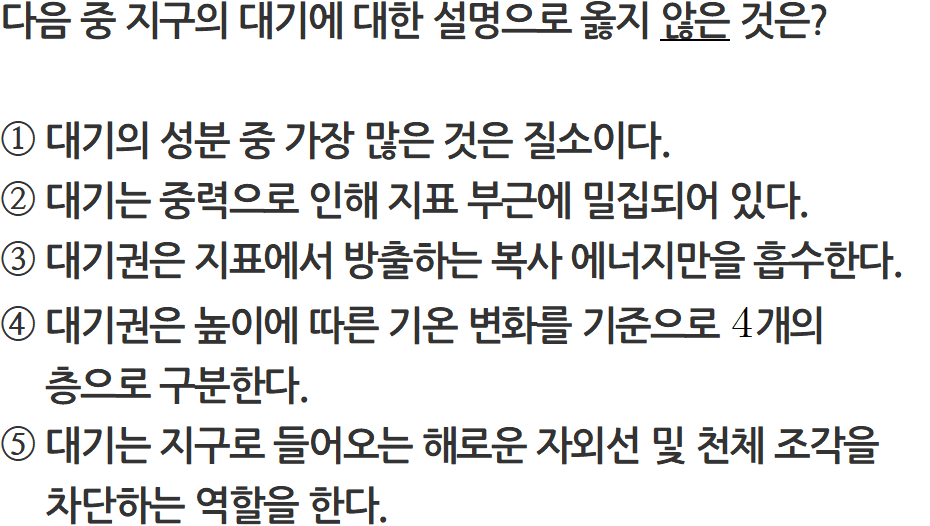 다음 중 지구의 대기에 대한 설명으로 옳지 않은 것은?
① 대기의 성분 중 가장 많은 것은 질소이다.
② 대기는 중력으로 인해 지표 부근에 밀집되어 있다.
③ 대기권은 지표에서 방출하는 복사 에너지만을 흡수한다.
④ 대기권은 높이에 따른 기온 변화를 기준으로 4개의
층으로 구분한다.
⑤ 대기는 지구로 들어오는 해로운 자외선 및 천체 조각을
차단하는 역할을 한다.